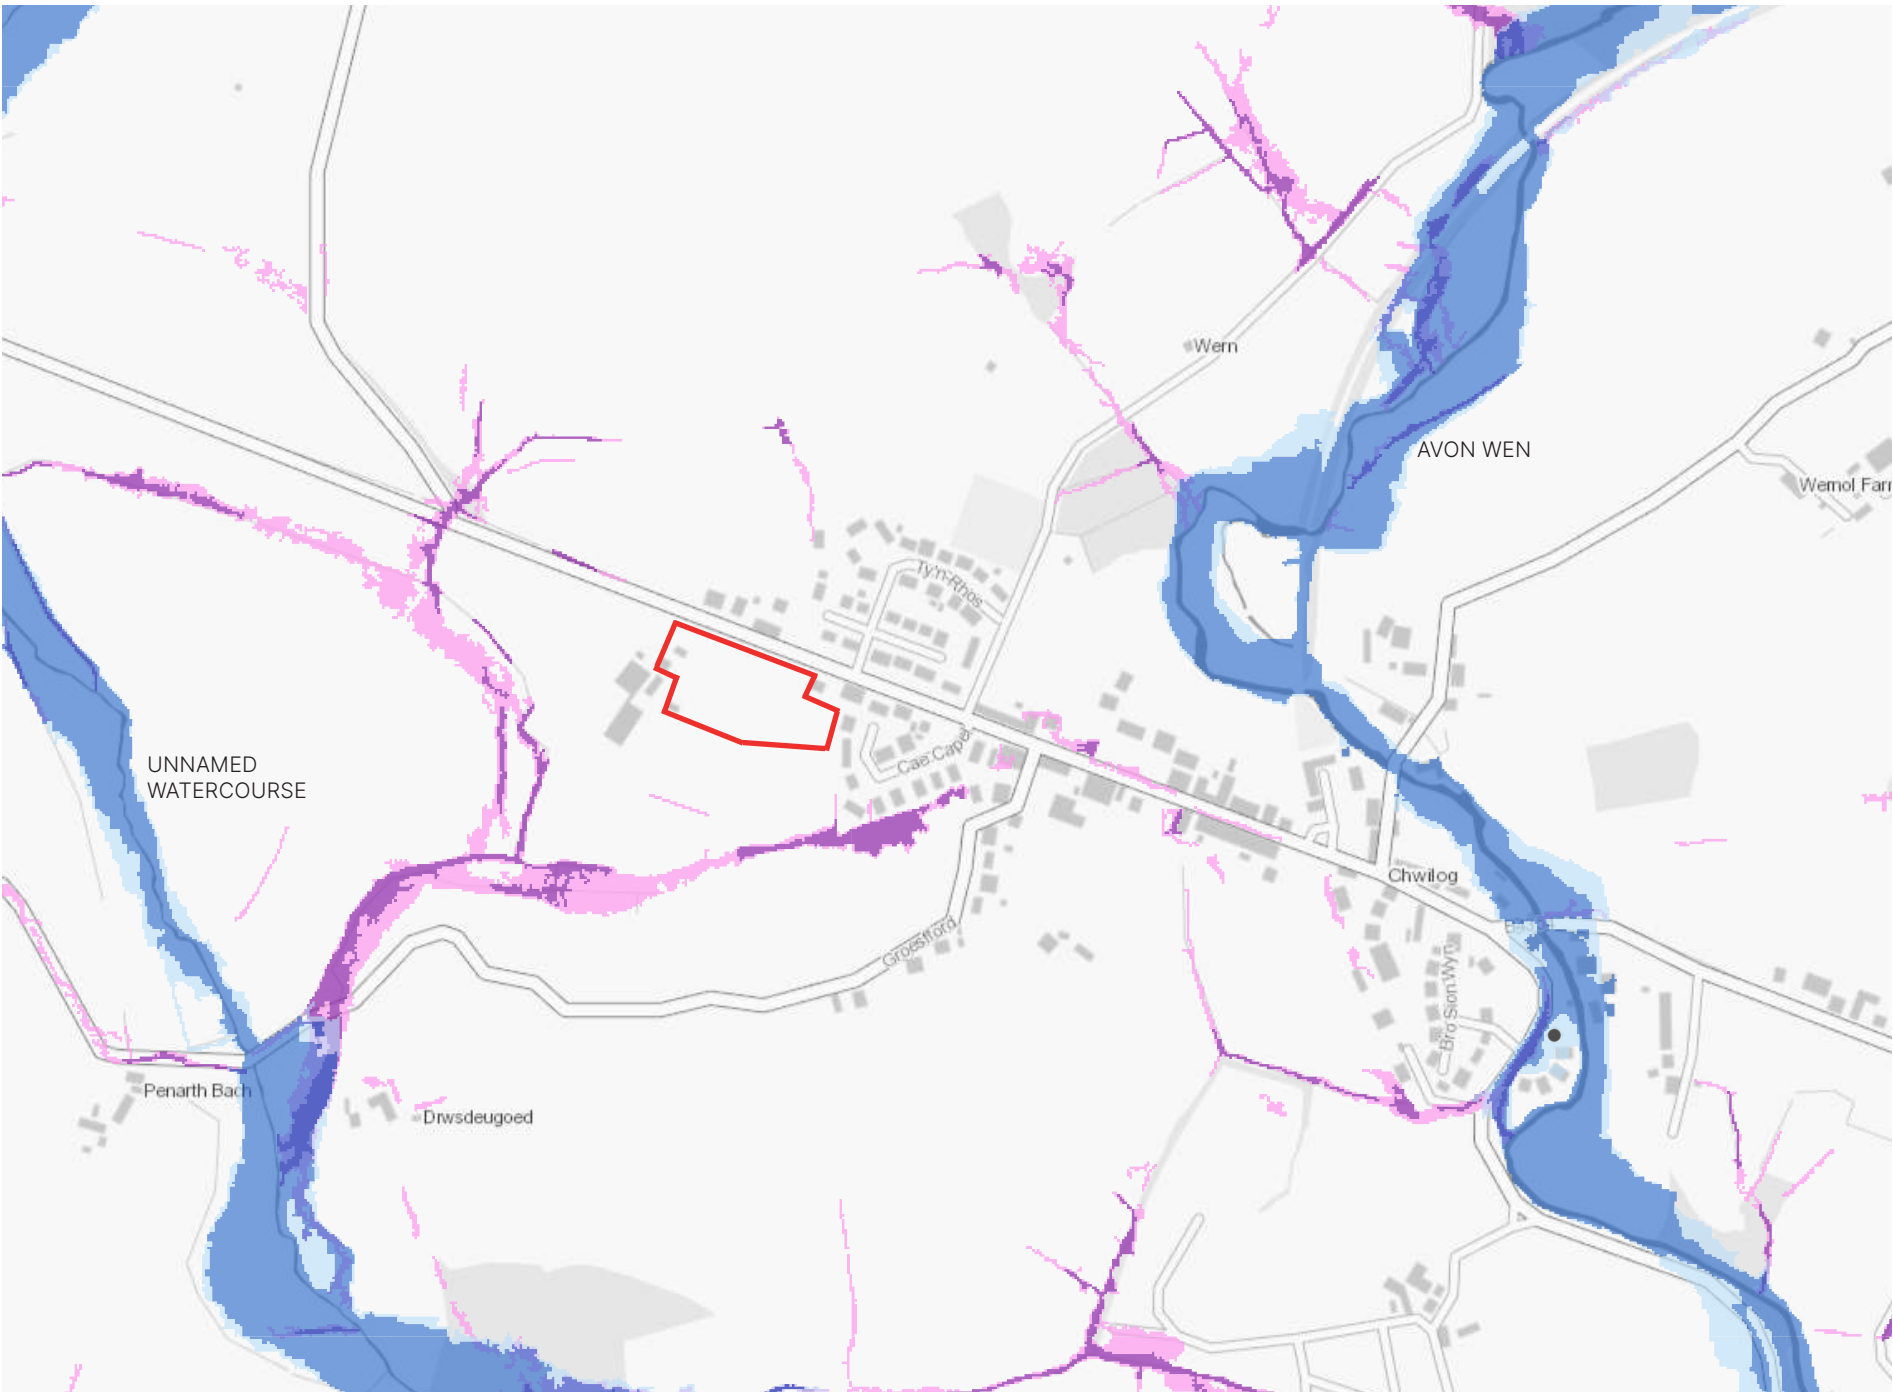 Wern
AVON WEN
Wernol Farr
Ty'n-Rhos
Cae Capel
UNNAMED
WATERCOURSE
Chwilog
Groesffordd
Bro Sion Wyn
Penarth Bach
Drwsdeugoed